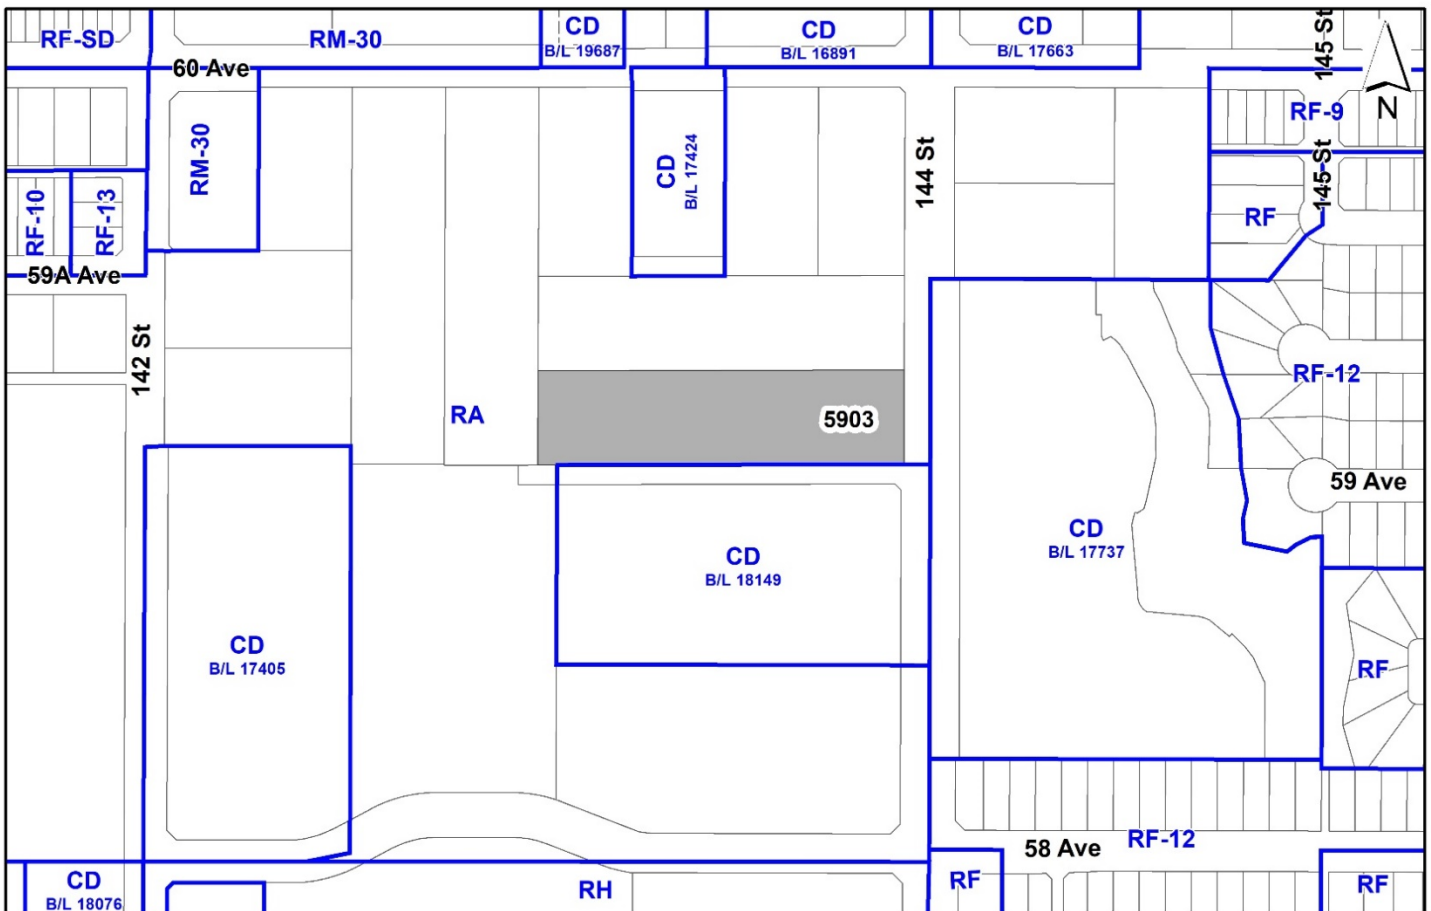 RF-SD
RM-30
CD
B/L 19687
CD
B/L 16891
CD
B/L 17663
145 St
60 Ave
N
RF-9
RM-30
CD
B/L 17424
144 St
145 St
RF-10
RF-13
RF
59A Ave
142 St
RF-12
RA
5903
59 Ave
CD
B/L 17737
CD
B/L 18149
CD
B/L 17405
RF
58 Ave
RF-12
CD
B/L 18076
RH
RF
RF